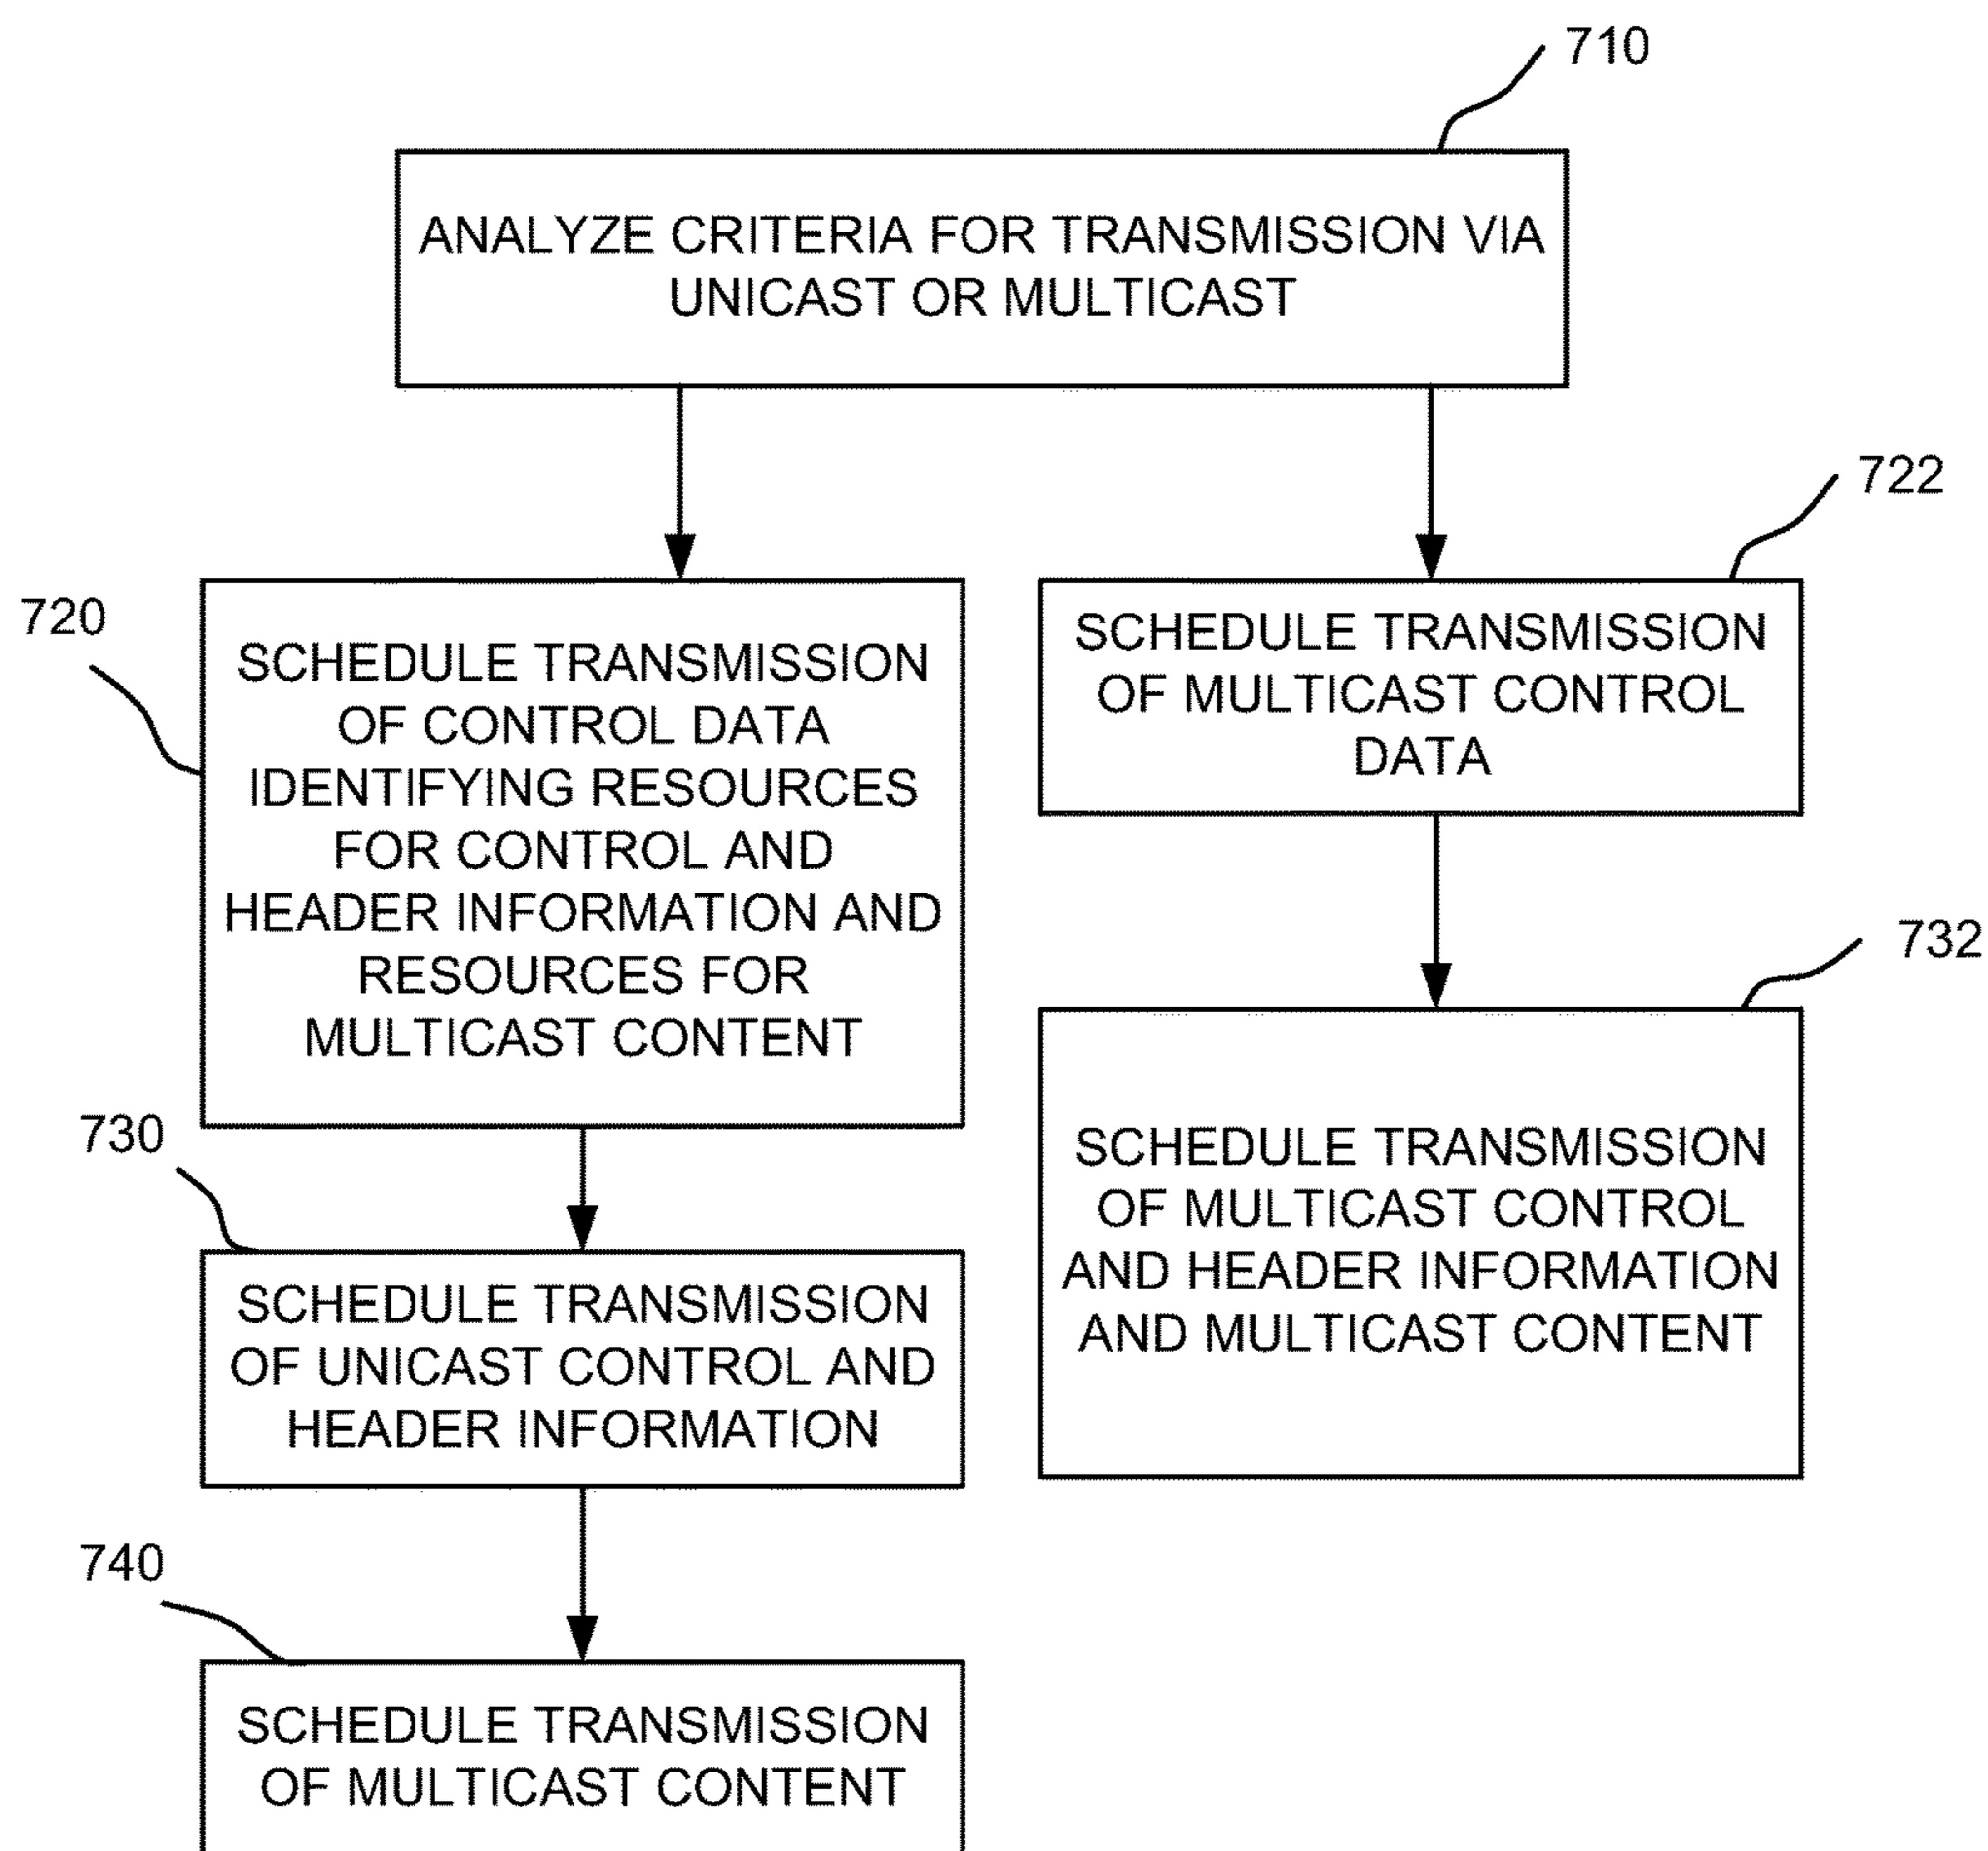 710
ANALYZE CRITERIA FOR TRANSMISSION VIA
UNICAST OR MULTICAST
720
SCHEDULE TRANSMISSION
OF CONTROL DATA
IDENTIFYING RESOURCES
FOR CONTROL AND
HEADER INFORMATION AND
RESOURCES FOR
MULTICAST CONTENT
730
SCHEDULE TRANSMISSION
OF UNICAST CONTROL AND
HEADER INFORMATION
740
SCHEDULE TRANSMISSION
OF MULTICAST CONTENT
722
SCHEDULE TRANSMISSION
OF MULTICAST CONTROL
DATA
732
SCHEDULE TRANSMISSION
OF MULTICAST CONTROL
AND HEADER INFORMATION
AND MULTICAST CONTENT